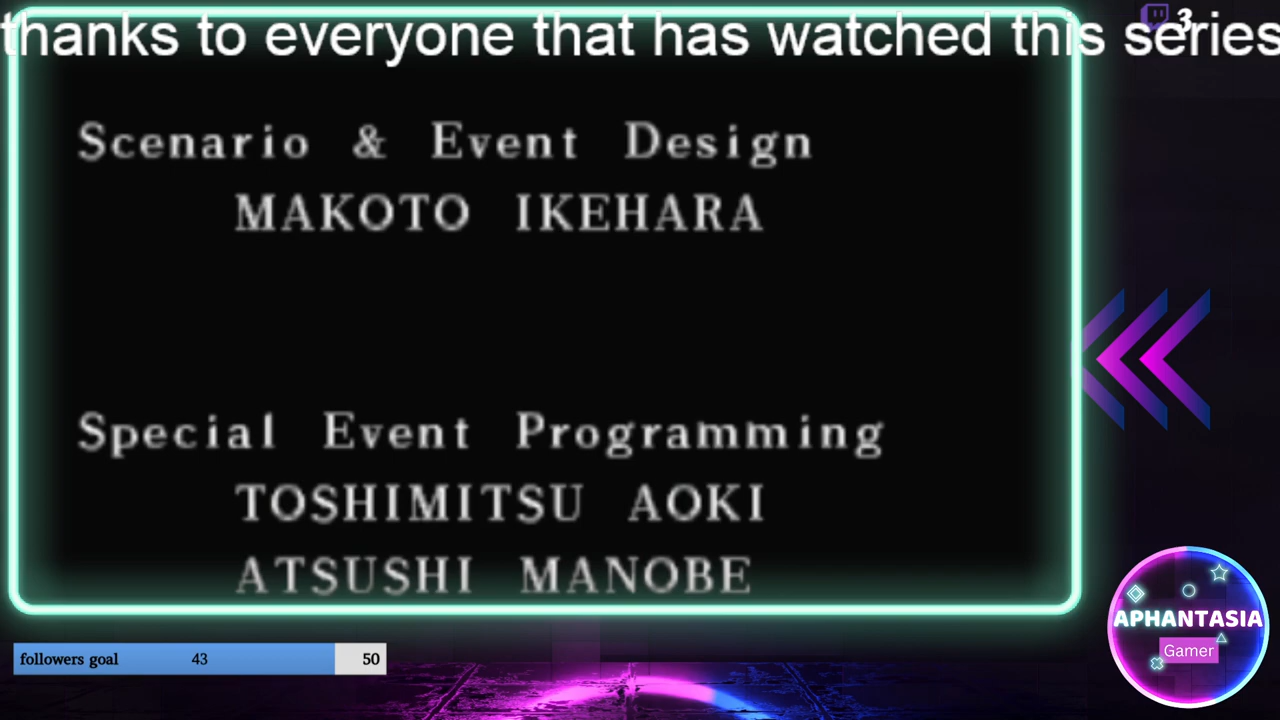 thanks to everyone that has watched this series
3
Scenario & Event Design
MAKOTO IKEHARA
Special Event Programming
TOSHIMITSU AOKI
ATSUSHI MANOBE
followers goal 43 50
APHANTASIA
Gamer